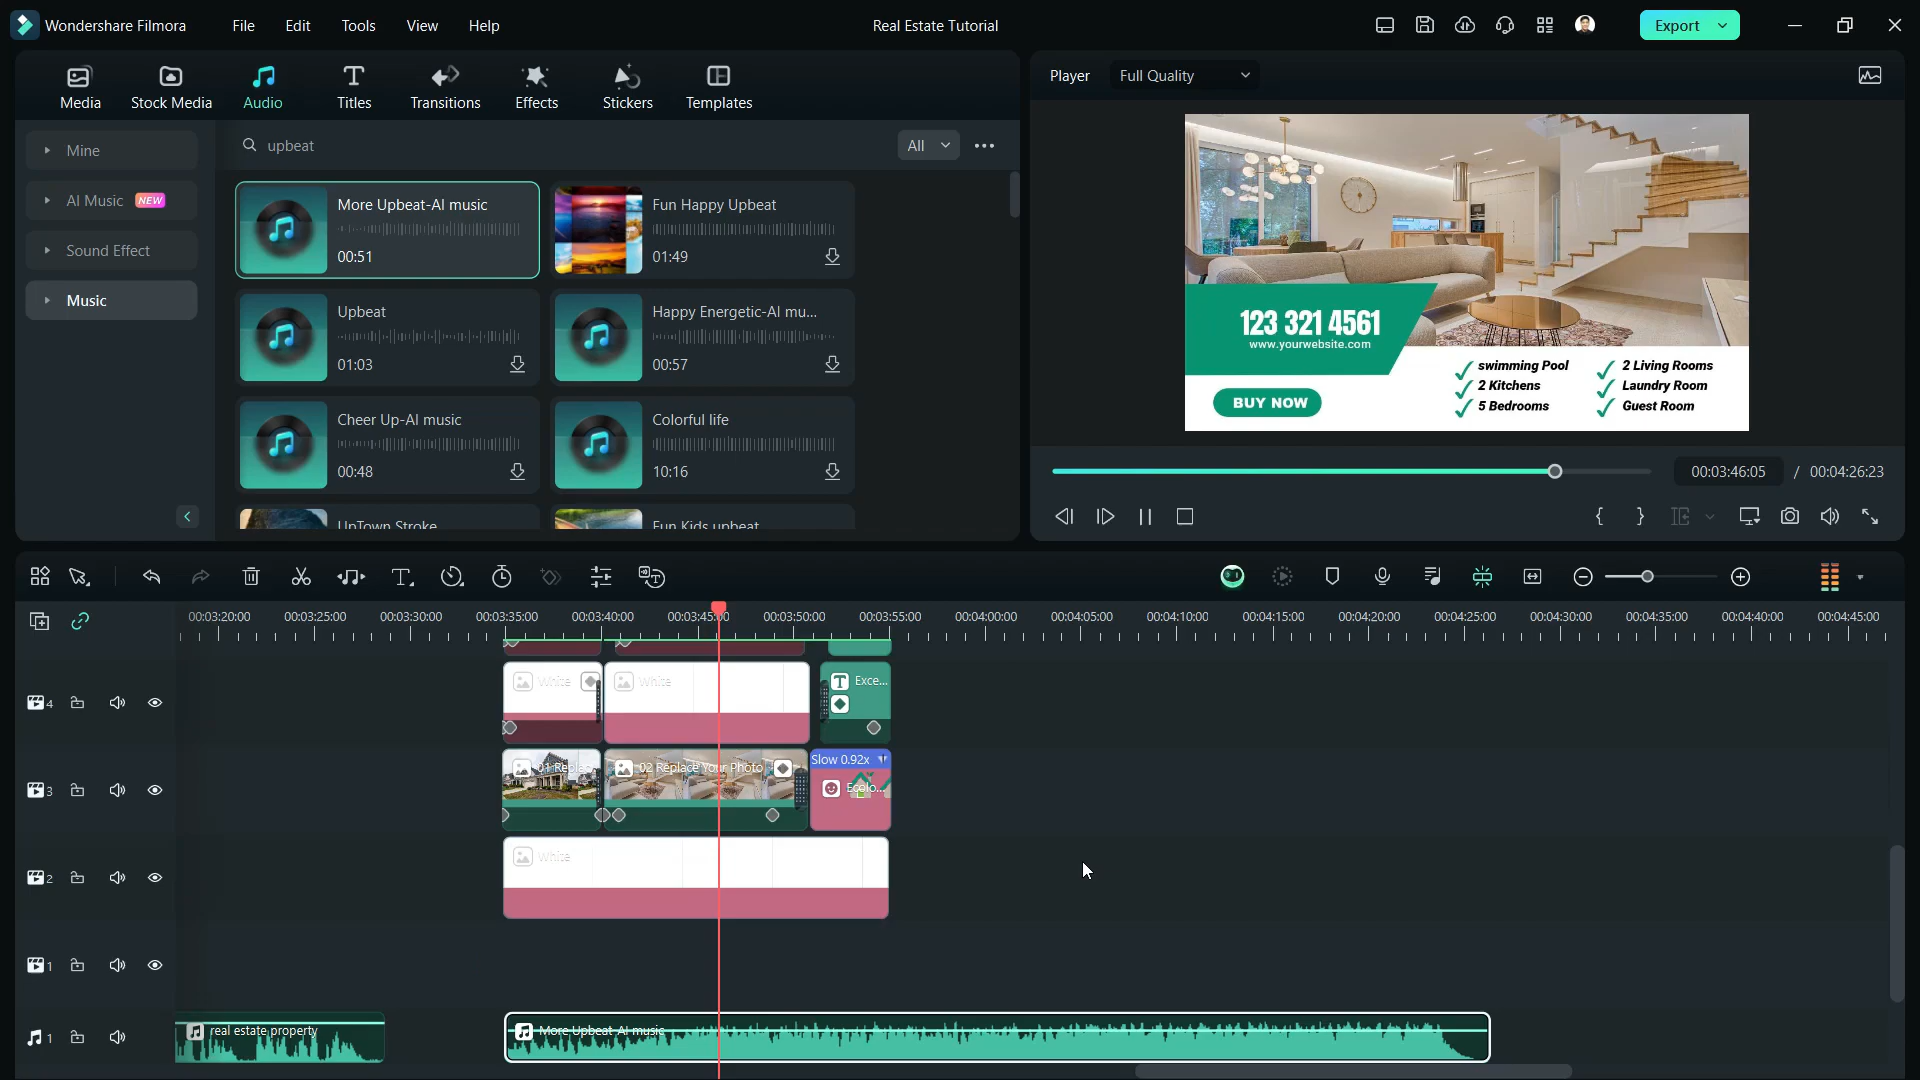 Wondershare Filmora
File
Edit
Tools
View
Help
Real Estate Tutorial
Export
Media
Stock Media
Audio
Titles
Transitions
Effects
Stickers
Templates
Player
Full Quality
Mine
AI Music NEW
Sound Effect
Music
upbeat
All
More Upbeat-AI music
00:51
Fun Happy Upbeat
01:49
Upbeat
01:03
Happy Energetic-AI mu...
00:57
Cheer Up-AI music
00:48
Colorful life
10:16
UpTown Stroke
Fun Kids upbeat
123 321 4561
www.yourwebsite.com
BUY NOW
swimming Pool
2 Kitchens
5 Bedrooms
2 Living Rooms
Laundry Room
Guest Room
00:03:46:05 / 00:04:26:23
00:03:20:00
00:03:25:00
00:03:30:00
00:03:35:00
00:03:40:00
00:03:45:00
00:03:50:00
00:03:55:00
00:04:00:00
00:04:05:00
00:04:10:00
00:04:15:00
00:04:20:00
00:04:25:00
00:04:30:00
00:04:35:00
00:04:40:00
00:04:45:00
4
White
White
Exce...
3
01 Repla
02 Replace Your Photo
Slow 0.92x
Ecolo...
2
White
1
1
real estate property
More Upbeat-AI music